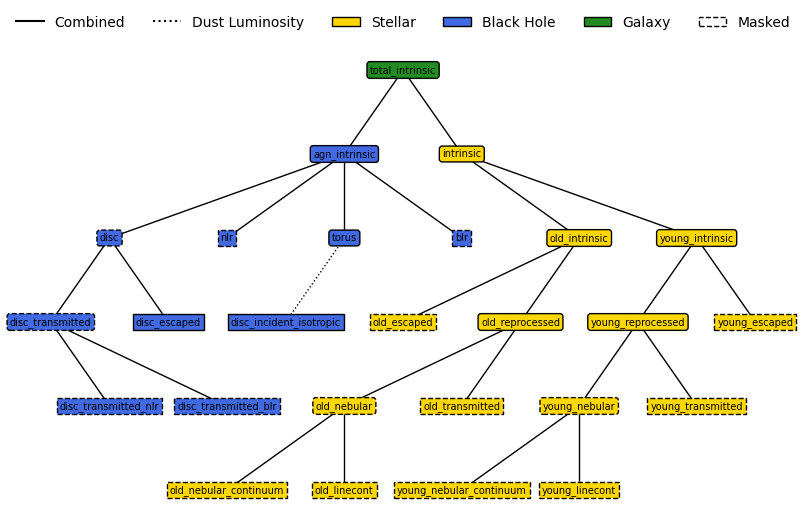 Combined Dust Luminosity Stellar Black Hole Galaxy Masked
total_intrinsic
agn_intrinsic intrinsic
disc nlr torus blr old_intrinsic young_intrinsic
disc_transmitted disc_escaped disc_incident_isotropic old_escaped old_reprocessed young_reprocessed young_escaped
disc_transmitted_nlr disc_transmitted_blr old_nebular old_transmitted young_nebular young_transmitted
old_nebular_continuum old_linecont young_nebular_continuum young_linecont